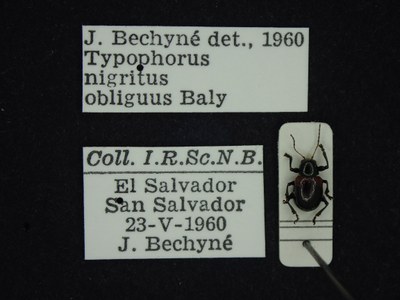 J. Bechyné det., 1960
Typophorus
nigritus
obliguus Baly
Coll. I.R.Sc.N.B.
El Salvador
San Salvador
23-V-1960
J. Bechyné